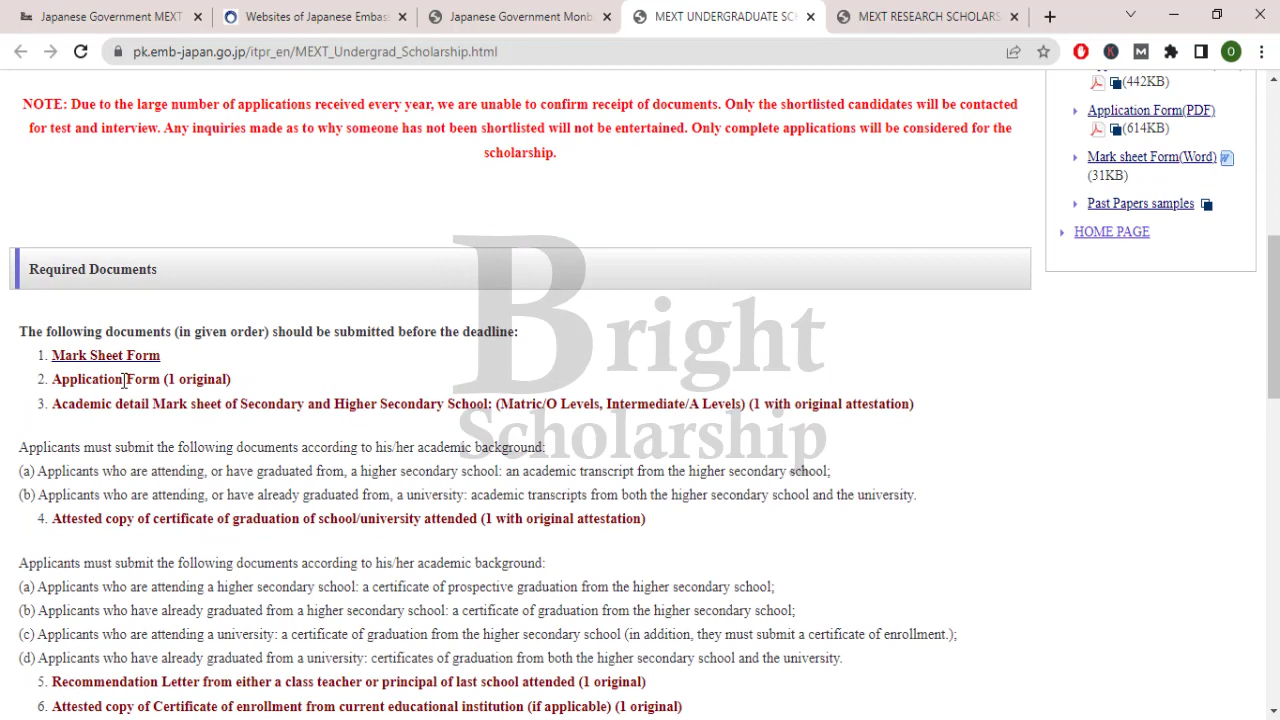 Japanese Government MEXT
Websites of Japanese Embas
Japanese Government Monb
MEXT UNDERGRADUATE SC
MEXT RESEARCH SCHOLARS
pk.emb-japan.go.jp/itpr_en/MEXT_Undergrad_Scholarship.html
K
M
O
(442KB)
NOTE: Due to the large number of applications received every year, we are unable to confirm receipt of documents. Only the shortlisted candidates will be contacted
for test and interview. Any inquiries made as to why someone has not been shortlisted will not be entertained. Only complete applications will be considered for the
scholarship.
Application Form(PDF)
(614KB)
Mark sheet Form(Word)
(31KB)
Past Papers samples
HOME PAGE
Required Documents
Bright
Scholarship
The following documents (in given order) should be submitted before the deadline:
1. Mark Sheet Form
2. Application Form (1 original)
3. Academic detail Mark sheet of Secondary and Higher Secondary School: (Matric/O Levels, Intermediate/A Levels) (1 with original attestation)
Applicants must submit the following documents according to his/her academic background:
(a) Applicants who are attending, or have graduated from, a higher secondary school: an academic transcript from the higher secondary school;
(b) Applicants who are attending, or have already graduated from, a university: academic transcripts from both the higher secondary school and the university.
4. Attested copy of certificate of graduation of school/university attended (1 with original attestation)
Applicants must submit the following documents according to his/her academic background:
(a) Applicants who are attending a higher secondary school: a certificate of prospective graduation from the higher secondary school;
(b) Applicants who have already graduated from a higher secondary school: a certificate of graduation from the higher secondary school;
(c) Applicants who are attending a university: a certificate of graduation from the higher secondary school (in addition, they must submit a certificate of enrollment.);
(d) Applicants who have already graduated from a university: certificates of graduation from both the higher secondary school and the university.
5. Recommendation Letter from either a class teacher or principal of last school attended (1 original)
6. Attested copy of Certificate of enrollment from current educational institution (if applicable) (1 original)